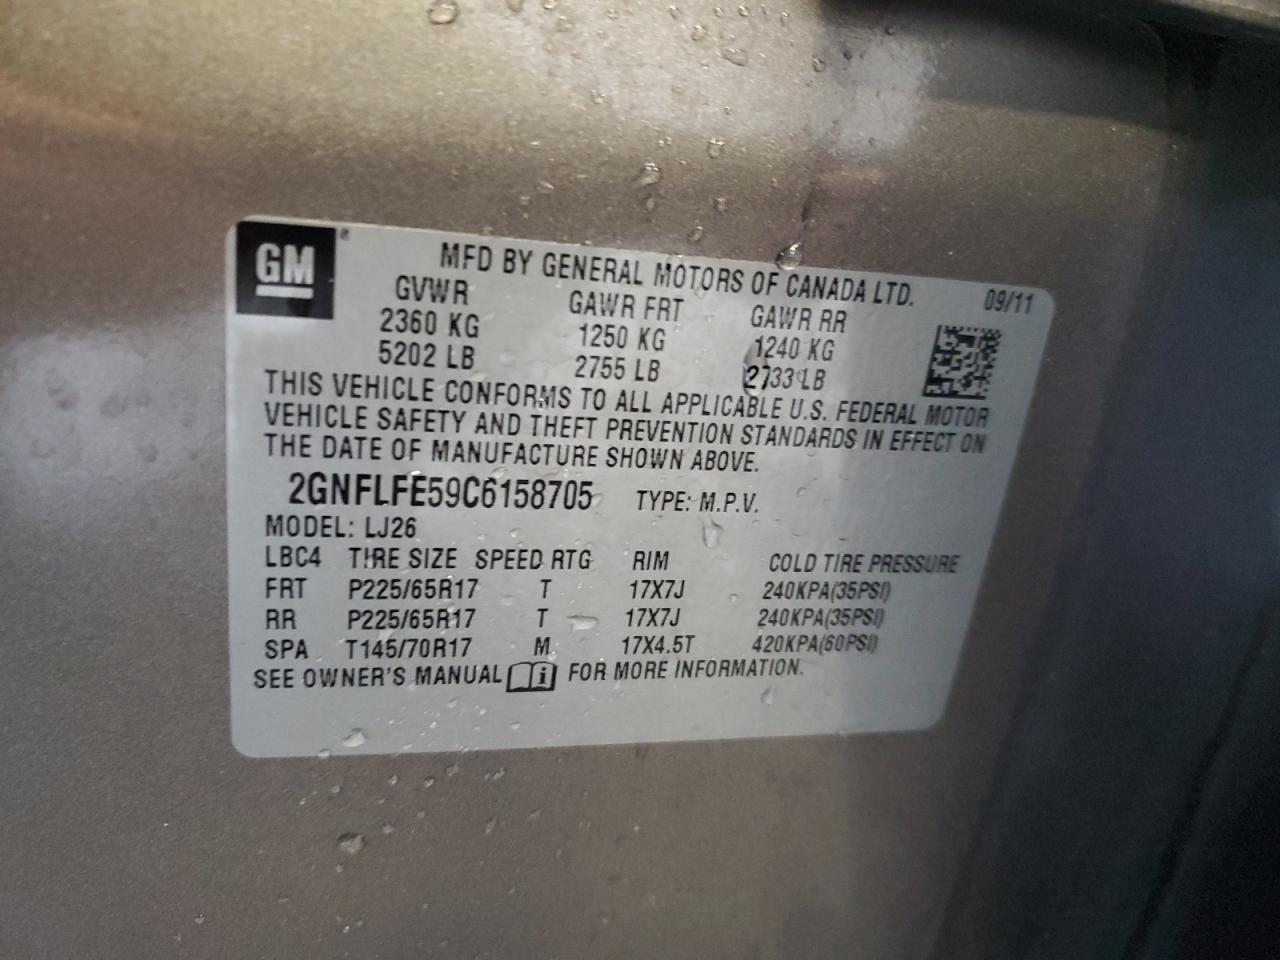 GM
MFD BY GENERAL MOTORS OF CANADA LTD. 09/11
GVWR GAWR FRT GAWR RR
2360 KG 1250 KG 1240 KG
5202 LB 2755 LB 2733 LB
THIS VEHICLE CONFORMS TO ALL APPLICABLE U.S. FEDERAL MOTOR
VEHICLE SAFETY AND THEFT PREVENTION STANDARDS IN EFFECT ON
THE DATE OF MANUFACTURE SHOWN ABOVE.
2GNFLFE59C6158705 TYPE: M.P.V.
MODEL: LJ26
LBC4 TIRE SIZE SPEED RTG RIM COLD TIRE PRESSURE
FRT P225/65R17 T 17X7J 240KPA(35PSI)
RR P225/65R17 T 17X7J 240KPA(35PSI)
SPA T145/70R17 M 17X4.5T 420KPA(60PSI)
SEE OWNER'S MANUAL i FOR MORE INFORMATION.